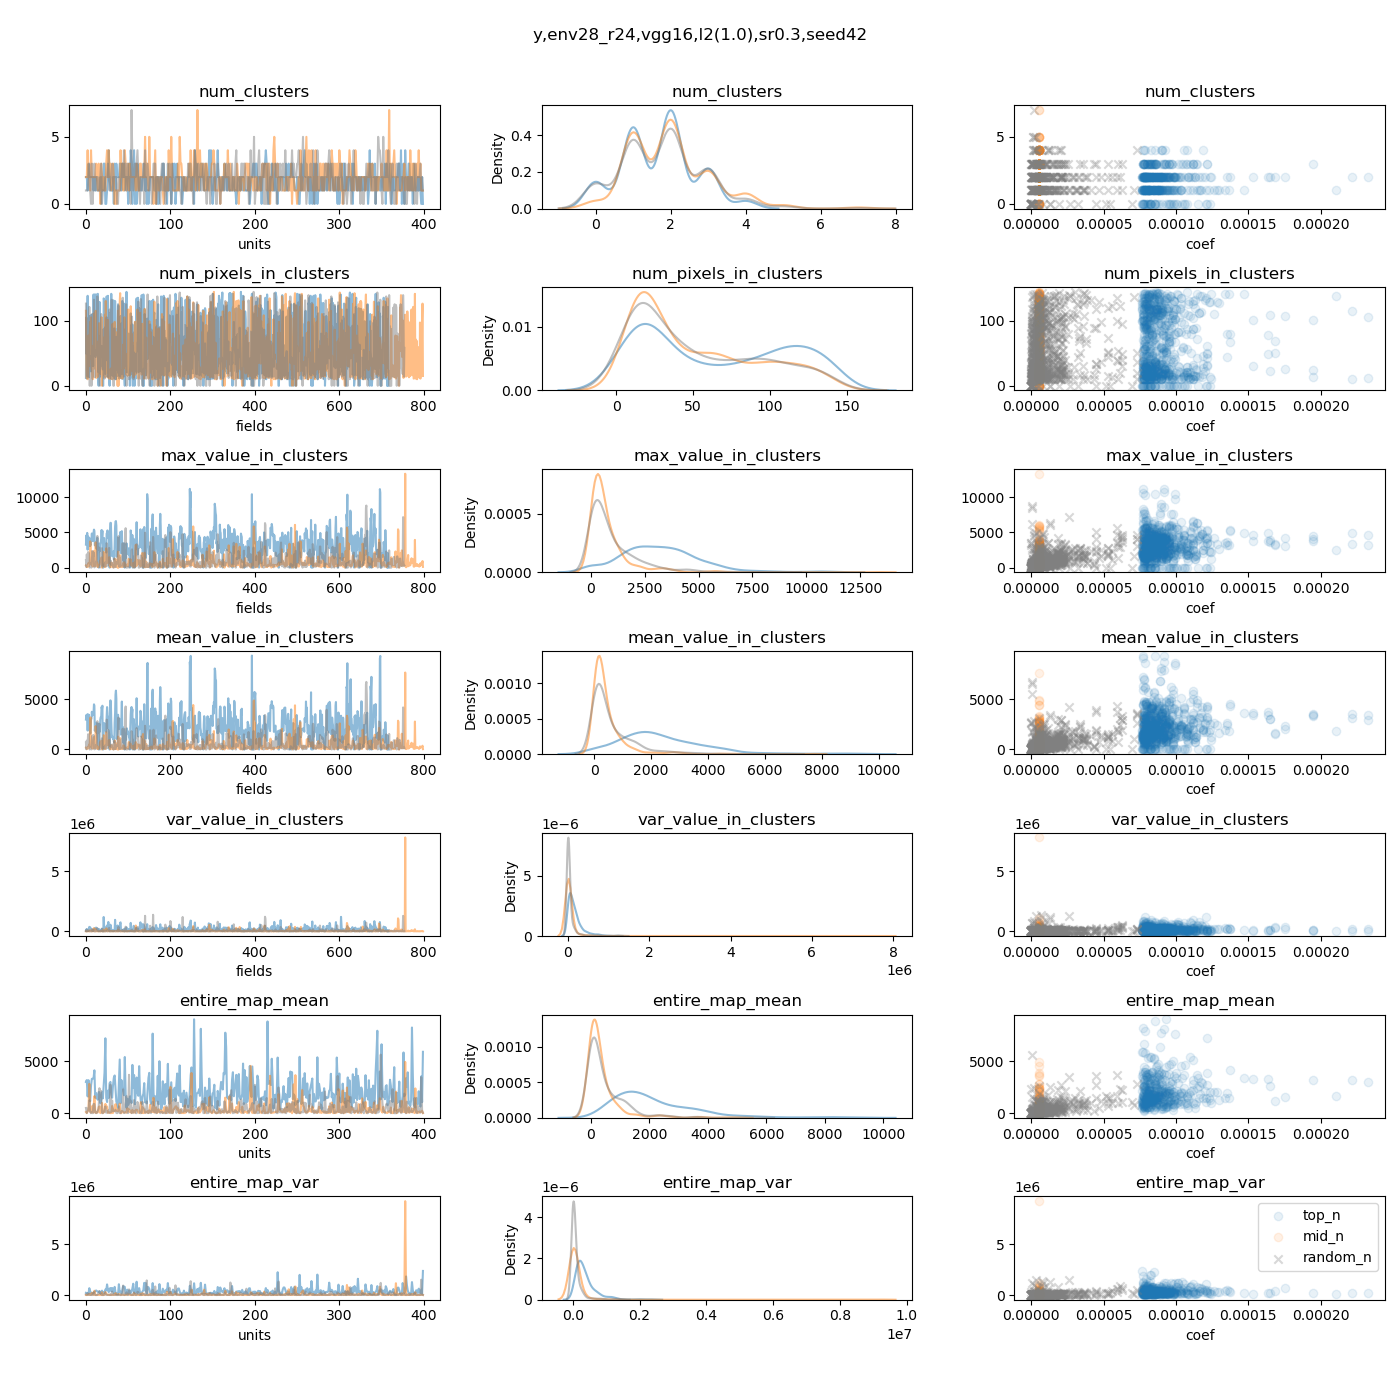 y,env28_r24,vgg16,l2(1.0),sr0.3,seed42
num_clusters
num_clusters
num_clusters
5
0
0 100 200 300 400
units
Density
0.4
0.2
0.0
0 2 4 6 8
5
0
0.00000 0.00005 0.00010 0.00015 0.00020
coef
num_pixels_in_clusters
num_pixels_in_clusters
num_pixels_in_clusters
100
0
0 200 400 600 800
fields
Density
0.01
0.00
0 50 100 150
100
0
0.00000 0.00005 0.00010 0.00015 0.00020
coef
max_value_in_clusters
max_value_in_clusters
max_value_in_clusters
10000
5000
0
0 200 400 600 800
fields
Density
0.0005
0.0000
0 2500 5000 7500 10000 12500
10000
5000
0
0.00000 0.00005 0.00010 0.00015 0.00020
coef
mean_value_in_clusters
mean_value_in_clusters
mean_value_in_clusters
5000
0
0 200 400 600 800
fields
Density
0.0010
0.0005
0.0000
0 2000 4000 6000 8000 10000
5000
0
0.00000 0.00005 0.00010 0.00015 0.00020
coef
var_value_in_clusters
var_value_in_clusters
var_value_in_clusters
1e6
5
0
0 200 400 600 800
fields
1e−6
Density
5
0
0 2 4 6 8
1e6
1e6
5
0
0.00000 0.00005 0.00010 0.00015 0.00020
coef
entire_map_mean
entire_map_mean
entire_map_mean
5000
0
0 100 200 300 400
units
Density
0.0010
0.0005
0.0000
0 2000 4000 6000 8000 10000
5000
0
0.00000 0.00005 0.00010 0.00015 0.00020
coef
entire_map_var
entire_map_var
entire_map_var
1e6
5
0
0 100 200 300 400
units
1e−6
Density
4
2
0
0.0 0.2 0.4 0.6 0.8 1.0
1e7
1e6
5
0
0.00000 0.00005 0.00010 0.00015 0.00020
coef
top_n
mid_n
random_n